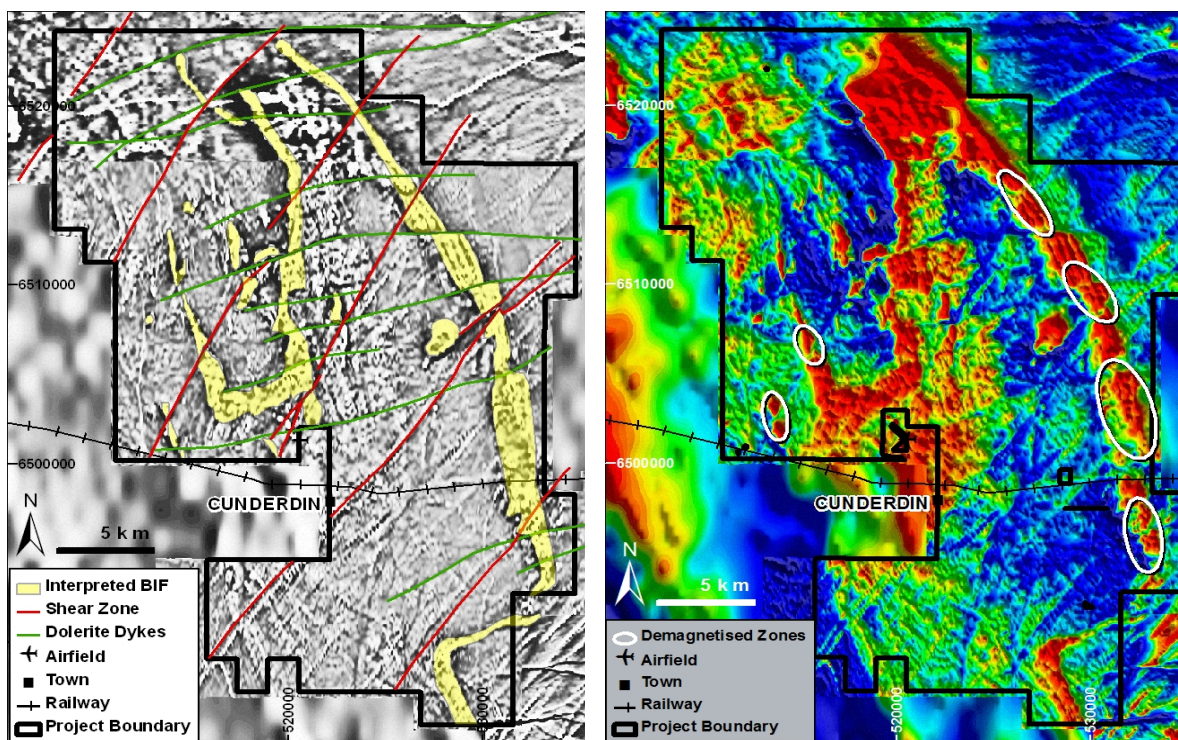 6520000
6510000
6500000
CUNDERDIN
N
5 km
520000
530000
Interpreted BIF
Shear Zone
Dolerite Dykes
Airfield
Town
Railway
Project Boundary
6520000
6510000
6500000
CUNDERDIN
N
5 km
520000
530000
Demagnetised Zones
Airfield
Town
Railway
Project Boundary